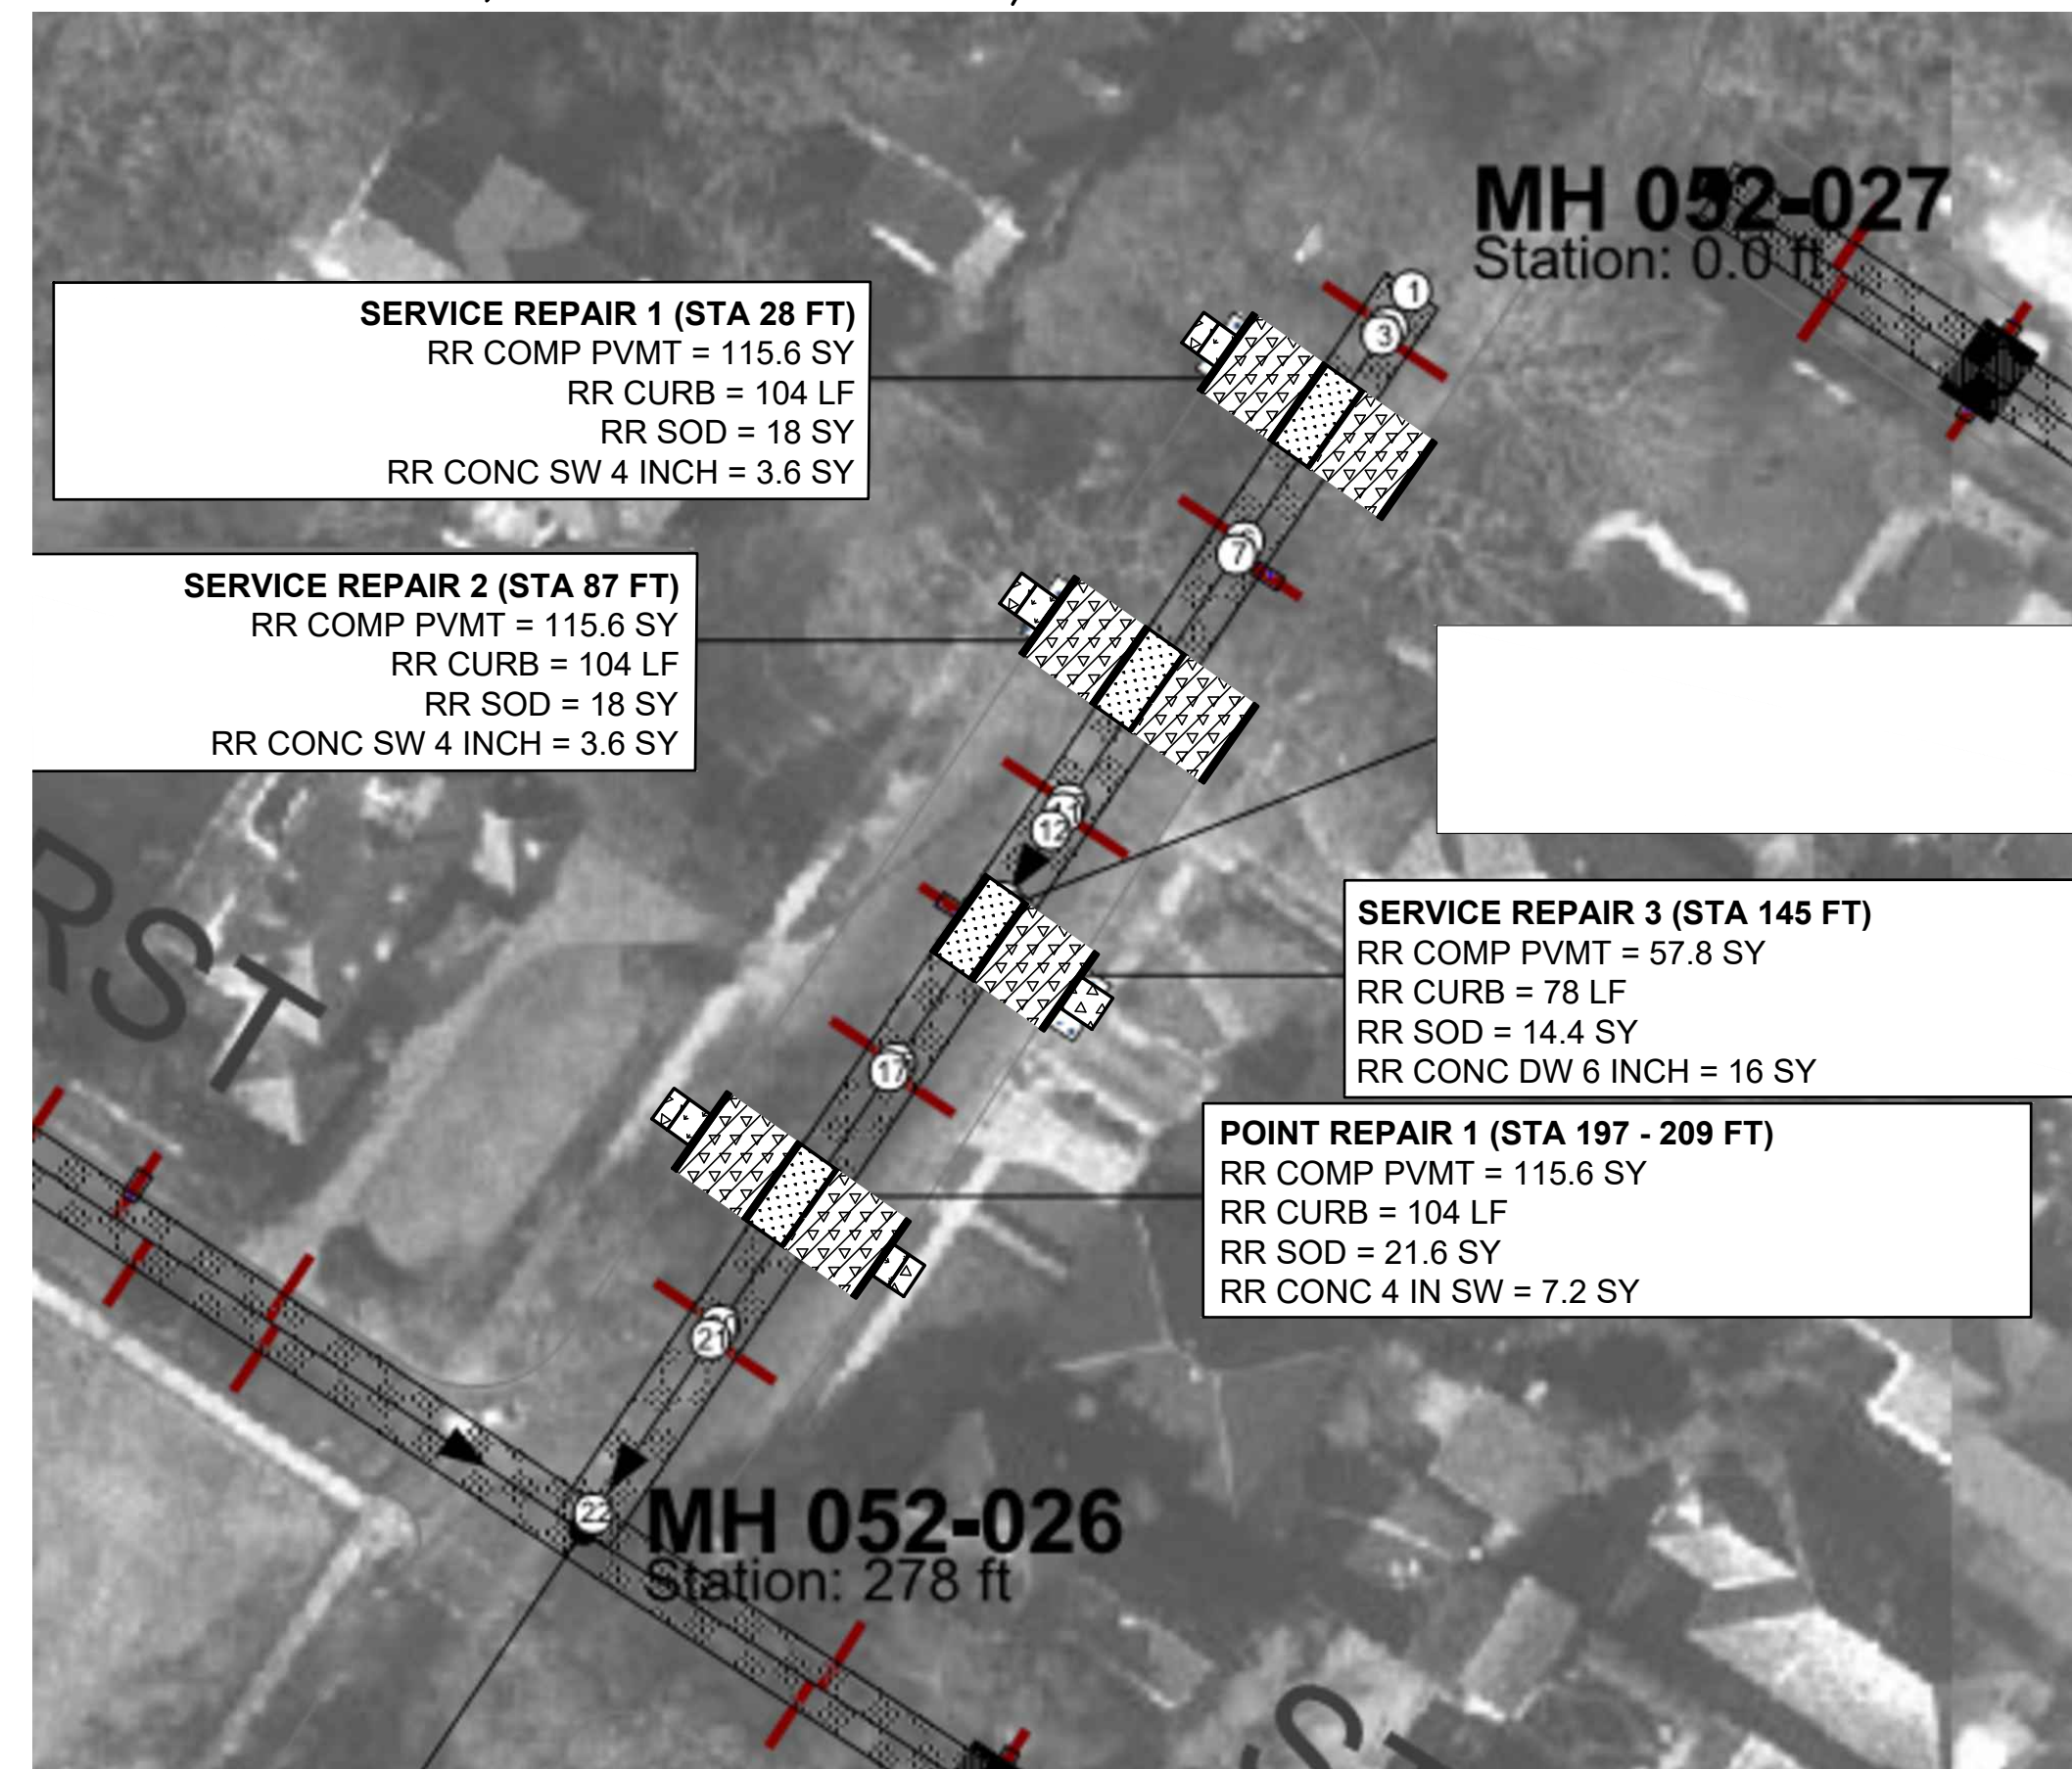 MH 052-027
Station: 0.0 ft
1
3
SERVICE REPAIR 1 (STA 28 FT)
RR COMP PVMT = 115.6 SY
RR CURB = 104 LF
RR SOD = 18 SY
RR CONC SW 4 INCH = 3.6 SY
7
SERVICE REPAIR 2 (STA 87 FT)
RR COMP PVMT = 115.6 SY
RR CURB = 104 LF
RR SOD = 18 SY
RR CONC SW 4 INCH = 3.6 SY
12
SERVICE REPAIR 3 (STA 145 FT)
RR COMP PVMT = 57.8 SY
RR CURB = 78 LF
RR SOD = 14.4 SY
RR CONC DW 6 INCH = 16 SY
17
POINT REPAIR 1 (STA 197 - 209 FT)
RR COMP PVMT = 115.6 SY
RR CURB = 104 LF
RR SOD = 21.6 SY
RR CONC 4 IN SW = 7.2 SY
RST
21
22
MH 052-026
Station: 278 ft